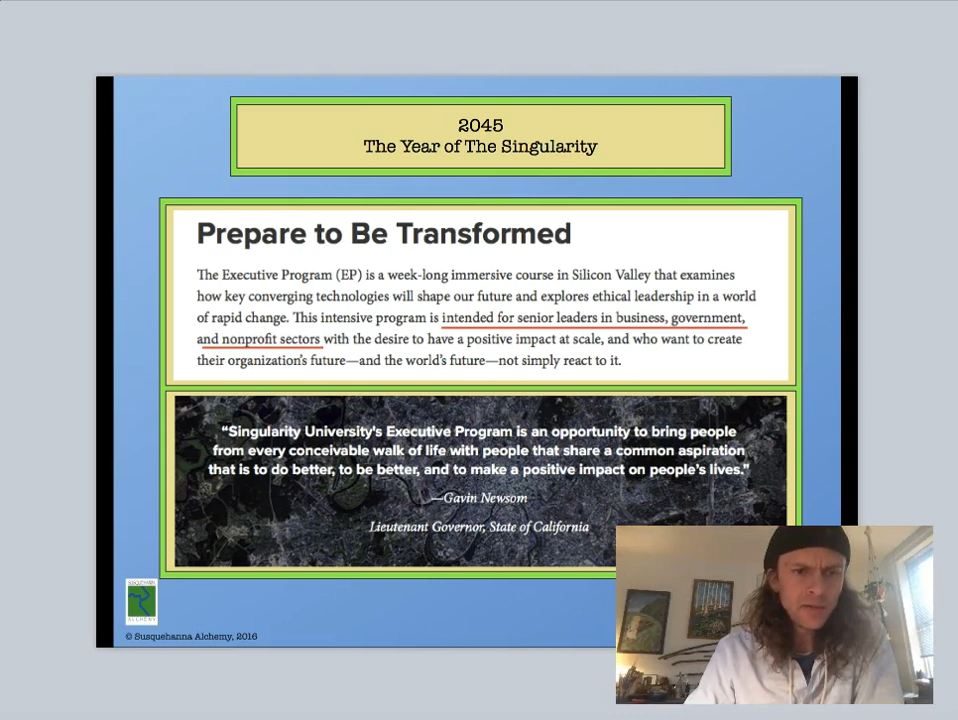 2045
The Year of The Singularity
Prepare to Be Transformed
The Executive Program (EP) is a week-long immersive course in Silicon Valley that examines
how key converging technologies will shape our future and explores ethical leadership in a world
of rapid change. This intensive program is intended for senior leaders in business, government,
and nonprofit sectors with the desire to have a positive impact at scale, and who want to create
their organization's future—and the world's future—not simply react to it.
"Singularity University's Executive Program is an opportunity to bring people
from every conceivable walk of life with people that share a common aspiration
that is to do better, to be better, and to make a positive impact on people's lives."
—Gavin Newsom
Lieutenant Governor, State of California
SUSQUEHANNA
ALCHEMY
© Susquehanna Alchemy, 2016